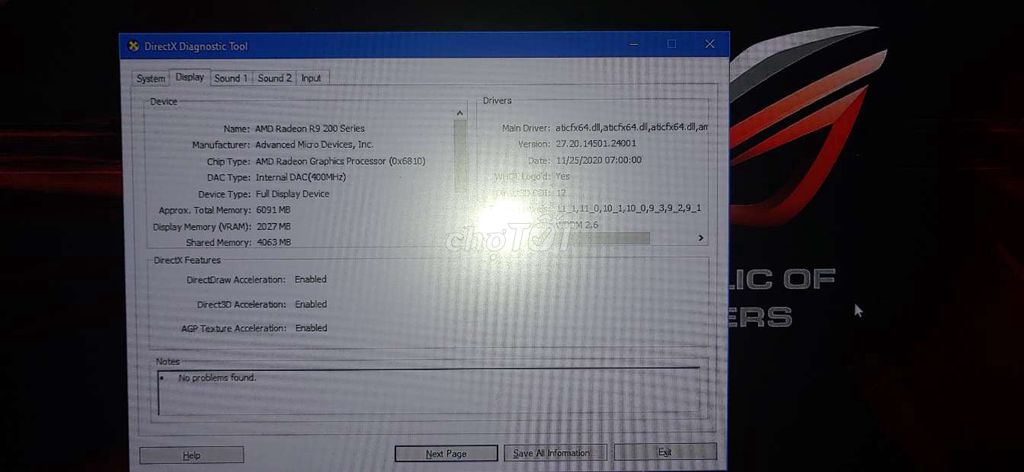 DirectX Diagnostic Tool
System Display Sound 1 Sound 2 Input
Device
Name: AMD Radeon R9 200 Series
Manufacturer: Advanced Micro Devices, Inc.
Chip Type: AMD Radeon Graphics Processor (0x6810)
DAC Type: Internal DAC(400MHz)
Device Type: Full Display Device
Approx. Total Memory: 6091 MB
Display Memory (VRAM): 2027 MB
Shared Memory: 4063 MB
Drivers
Main Driver: aticfx64.dll,aticfx64.dll,aticfx64.dll,am
Version: 27.20.14501.24001
Date: 11/25/2020 07:00:00
WHQL Logo'd: Yes
12
11_1,11_0,10_1,10_0,9_3,9_2,9_1
2.6
chợTỐT
DirectX Features
DirectDraw Acceleration: Enabled
Direct3D Acceleration: Enabled
AGP Texture Acceleration: Enabled
Notes
• No problems found.
Help Next Page Save All Information... Exit
LIC OF
ERS